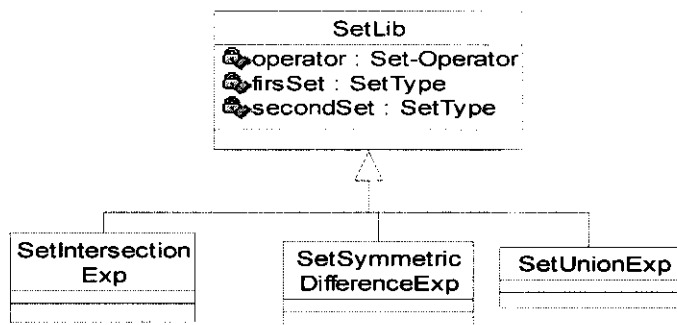 SetLib
operator : Set-Operator
firsSet : SetType
secondSet : SetType
SetIntersection
Exp
SetSymmetric
DifferenceExp
SetUnionExp